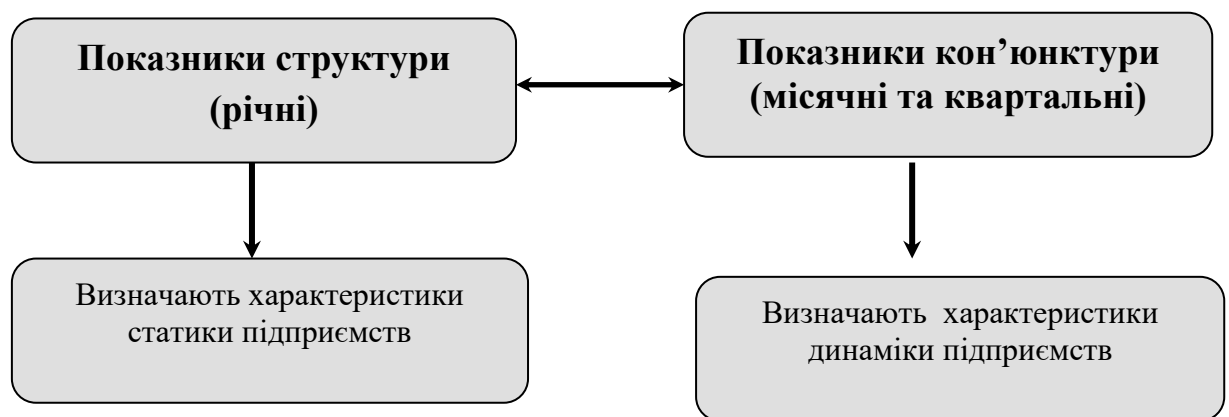 Показники структури
(річні)
Показники кон’юнктури
(місячні та квартальні)
Визначають характеристики
статики підприємств
Визначають характеристики
динаміки підприємств